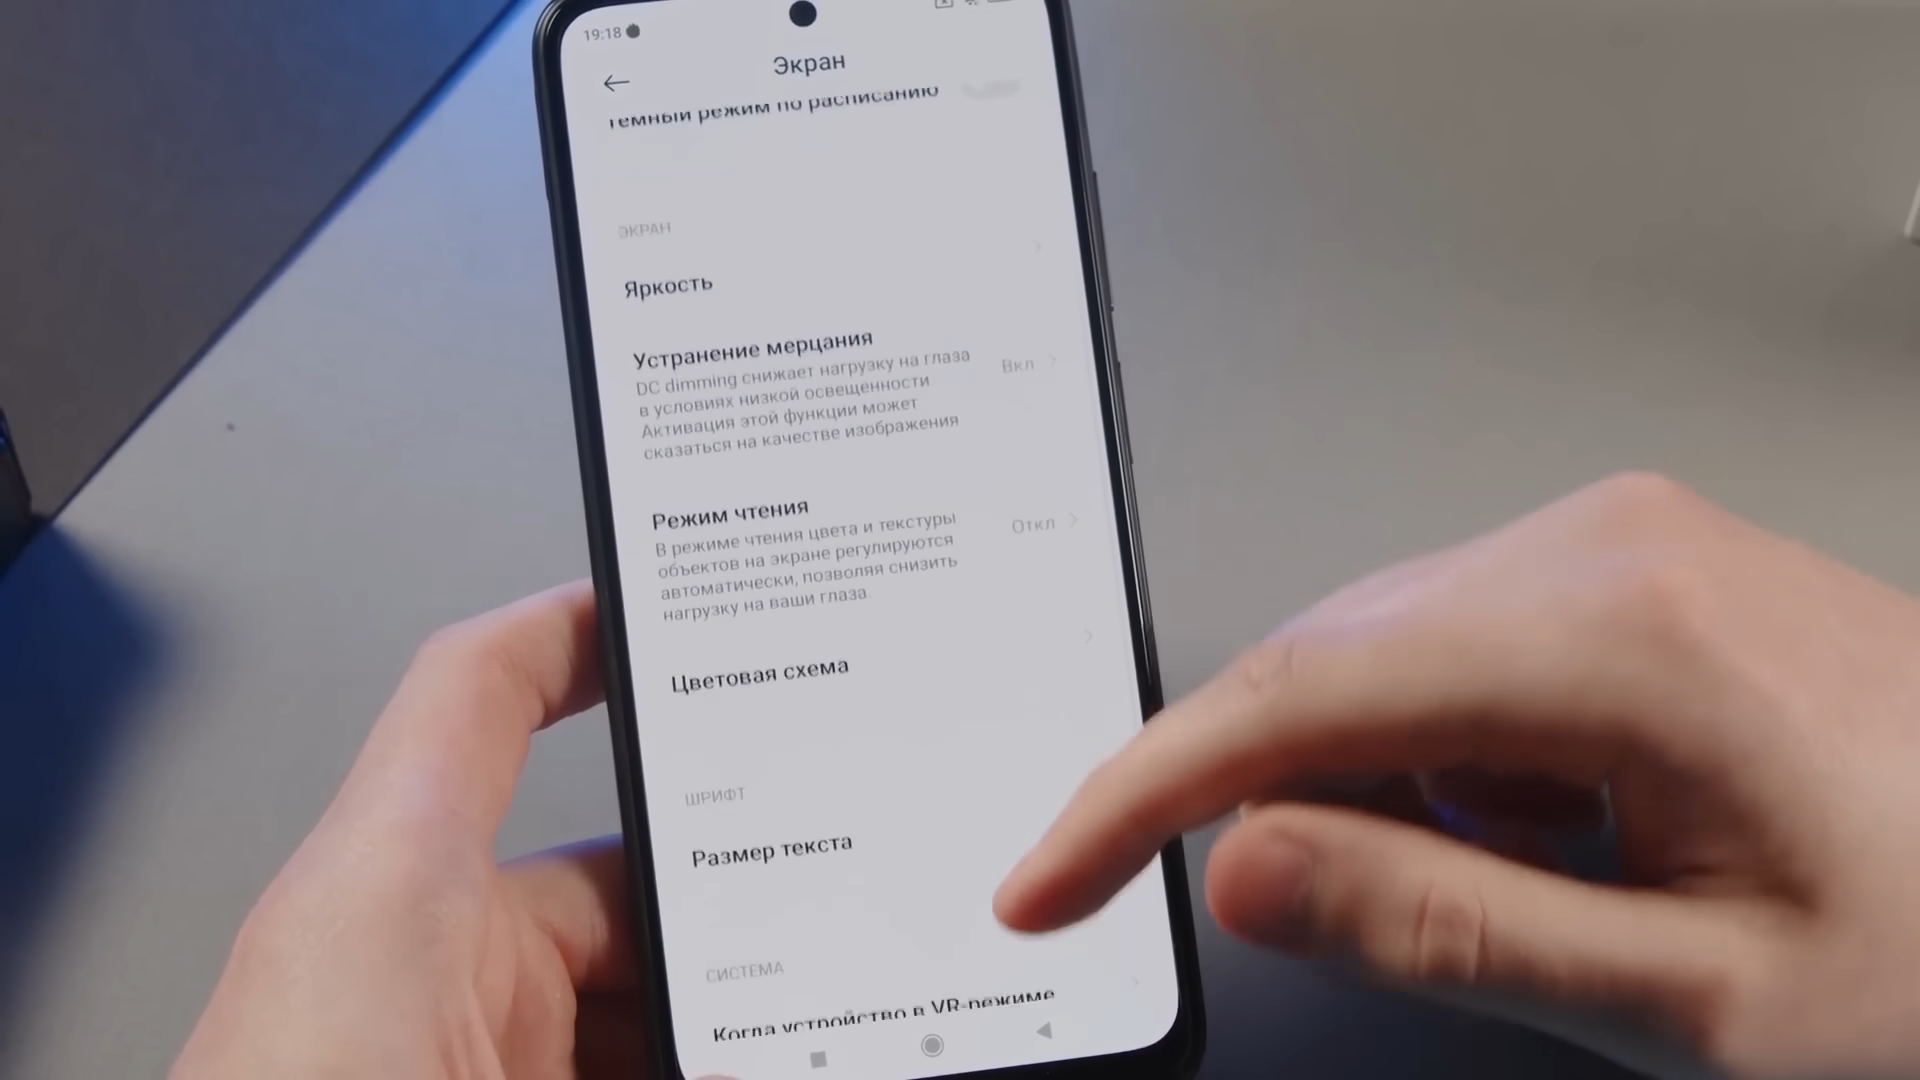 19:18
Экран
Темный режим по расписанию
ЭКРАН
Яркость
Устранение мерцания
DC dimming снижает нагрузку на глаза
в условиях низкой освещенности
Активация этой функции может
сказаться на качестве изображения
Вкл
Режим чтения
В режиме чтения цвета и текстуры
объектов на экране регулируются
автоматически, позволяя снизить
нагрузку на ваши глаза
Откл
Цветовая схема
ШРИФТ
Размер текста
СИСТЕМА
Когда устройство в VR-режиме